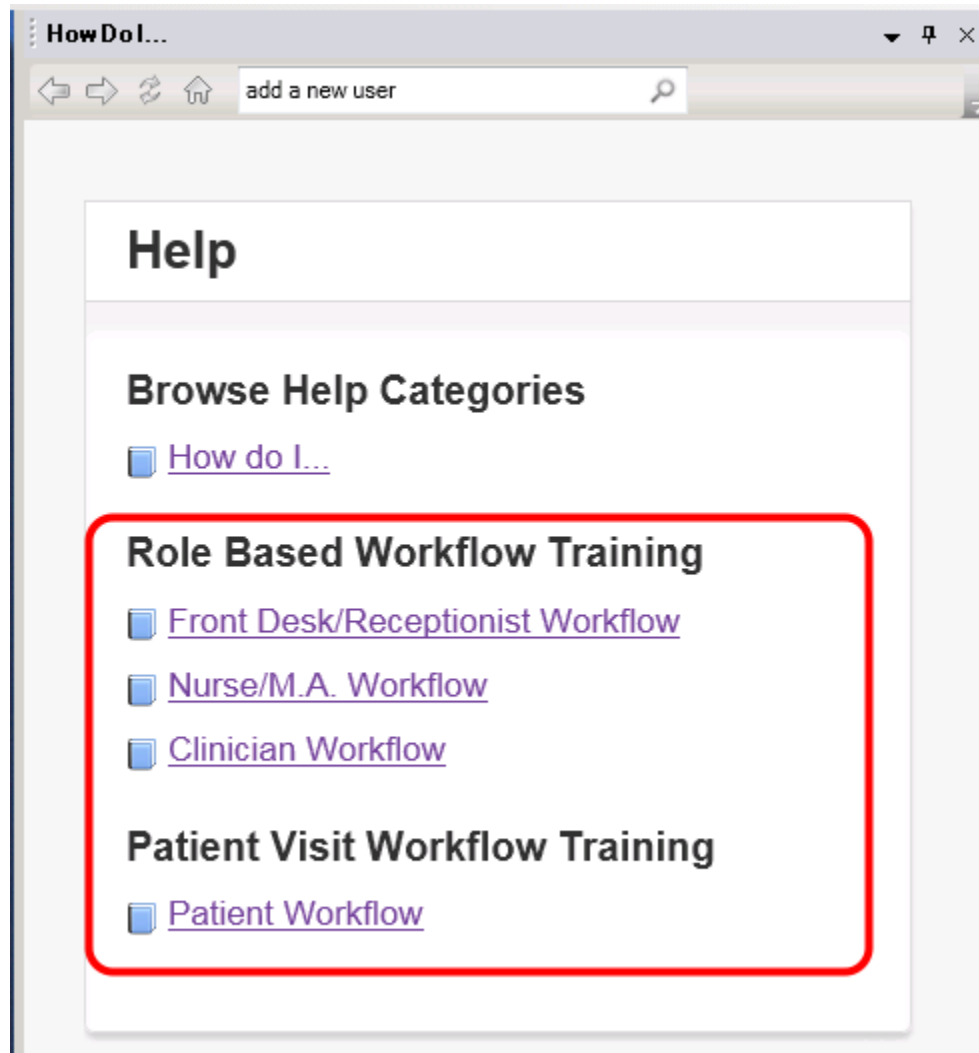 How Do I...
add a new user
Help
Browse Help Categories
How do I...
Role Based Workflow Training
Front Desk/Receptionist Workflow
Nurse/M.A. Workflow
Clinician Workflow
Patient Visit Workflow Training
Patient Workflow